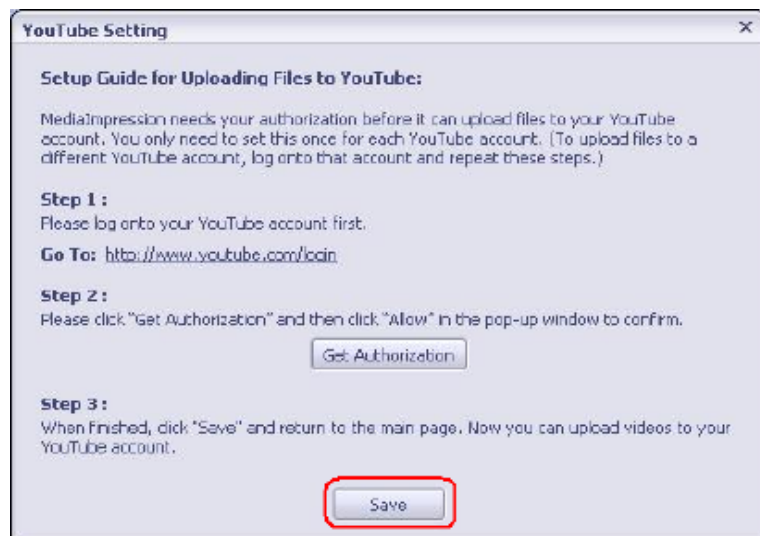 YouTube Setting
Setup Guide for Uploading Files to YouTube:
MediaImpression needs your authorization before it can upload files to your YouTube
account. You only need to set this once for each YouTube account. (To upload files to a
different YouTube account, log onto that account and repeat these steps.)
Step 1:
Please log onto your YouTube account first.
Go To: http://www.youtube.com/login
Step 2:
Please click "Get Authorization" and then click "Allow" in the pop-up window to confirm.
Get Authorization
Step 3:
When finished, click "Save" and return to the main page. Now you can upload videos to your
YouTube account.
Save